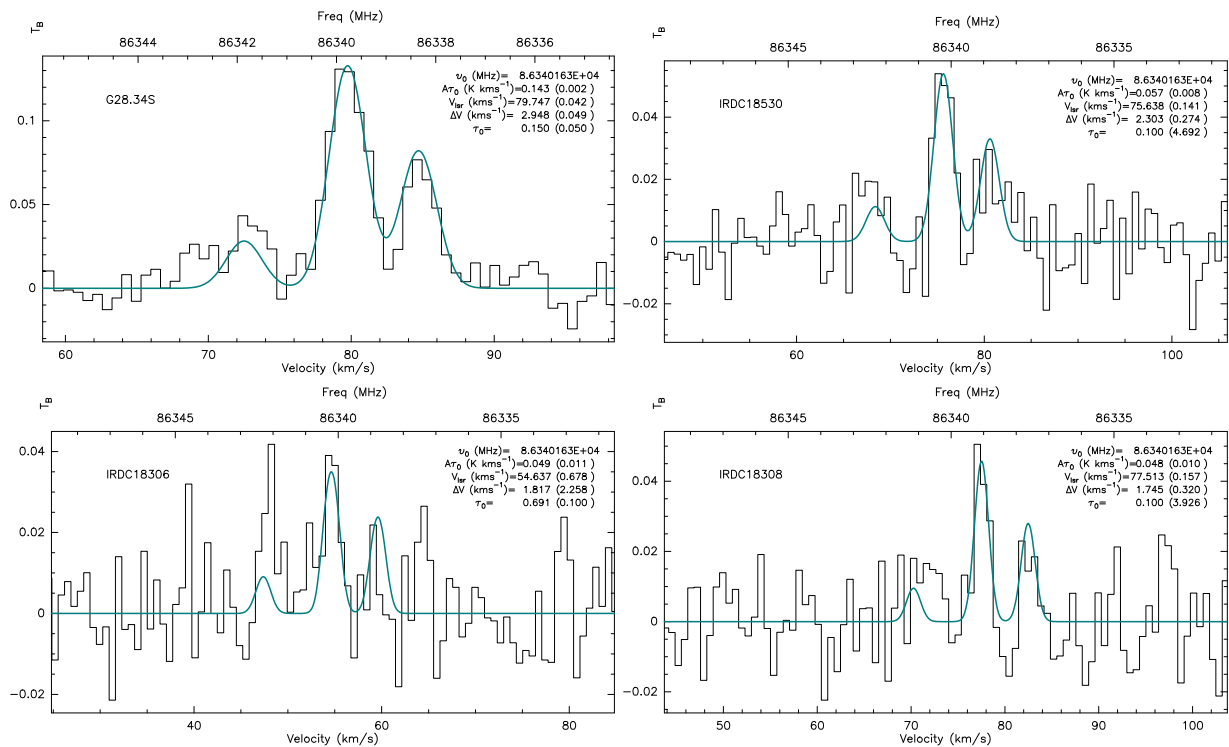 Freq (MHz)
T_B
86344 86342 86340 86338 86336
G28.34S
υ₀ (MHz)= 8.6340163E+04
Aτ₀ (K kms⁻¹)=0.143 (0.002 )
V_lsr (kms⁻¹)=79.747 (0.042 )
ΔV (kms⁻¹)= 2.948 (0.049 )
τ₀= 0.150 (0.050 )
0.1
0.05
0
60 70 80 90
Velocity (km/s)
Freq (MHz)
T_B
86345 86340 86335
IRDC18530
υ₀ (MHz)= 8.6340163E+04
Aτ₀ (K kms⁻¹)=0.057 (0.008 )
V_lsr (kms⁻¹)=75.638 (0.141 )
ΔV (kms⁻¹)= 2.303 (0.274 )
τ₀= 0.100 (4.692 )
0.04
0.02
0
−0.02
60 80 100
Velocity (km/s)
Freq (MHz)
T_B
86345 86340 86335
IRDC18306
υ₀ (MHz)= 8.6340163E+04
Aτ₀ (K kms⁻¹)=0.049 (0.011 )
V_lsr (kms⁻¹)=54.637 (0.678 )
ΔV (kms⁻¹)= 1.817 (2.258 )
τ₀= 0.691 (0.100 )
0.04
0.02
0
−0.02
40 60 80
Velocity (km/s)
Freq (MHz)
T_B
86345 86340 86335
IRDC18308
υ₀ (MHz)= 8.6340163E+04
Aτ₀ (K kms⁻¹)=0.048 (0.010 )
V_lsr (kms⁻¹)=77.513 (0.157 )
ΔV (kms⁻¹)= 1.745 (0.320 )
τ₀= 0.100 (3.926 )
0.04
0.02
0
−0.02
50 60 70 80 90 100
Velocity (km/s)